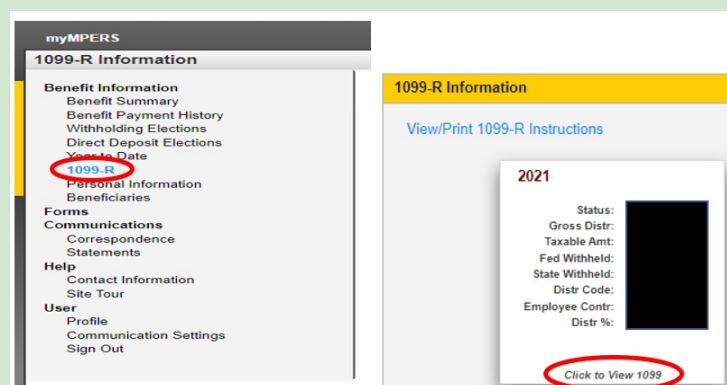 myMPERS
1099-R Information
Benefit Information
Benefit Summary
Benefit Payment History
Withholding Elections
Direct Deposit Elections
Year to Date
1099-R
Personal Information
Beneficiaries
Forms
Communications
Correspondence
Statements
Help
Contact Information
Site Tour
User
Profile
Communication Settings
Sign Out
1099-R Information
View/Print 1099-R Instructions
2021
Status:
Gross Distr:
Taxable Amt:
Fed Withheld:
State Withheld:
Distr Code:
Employee Contr:
Distr %:
Click to View 1099